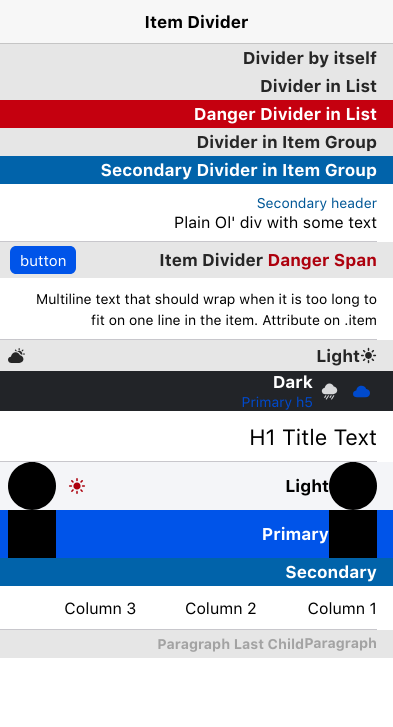 Item Divider
Divider by itself
Divider in List
Danger Divider in List
Divider in Item Group
Secondary Divider in Item Group
Secondary header
Plain Ol' div with some text
button Item Divider Danger Span
Multiline text that should wrap when it is too long to
fit on one line in the item. Attribute on .item
Light
Dark
Primary h5
H1 Title Text
Light
Primary
Secondary
Column 3 Column 2 Column 1
Paragraph Last ChildParagraph